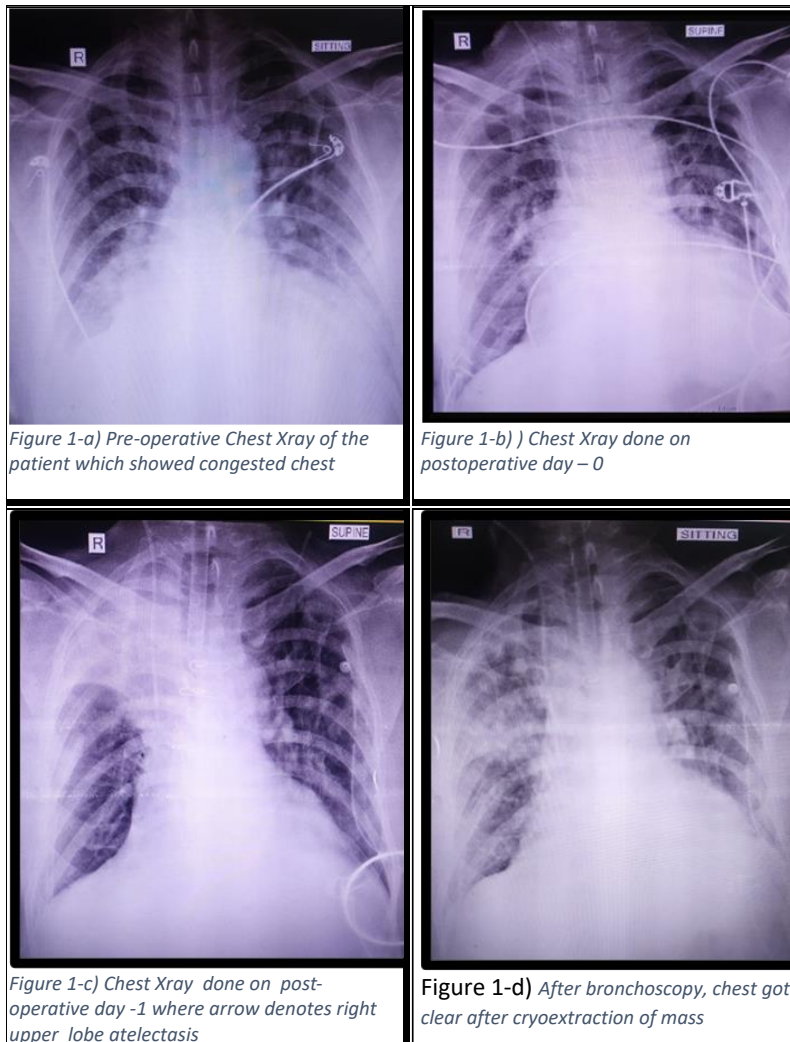 R
SITTING
R
SUPINE
Figure 1-a) Pre-operative Chest Xray of the
patient which showed congested chest
Figure 1-b) ) Chest Xray done on
postoperative day – 0
R
SUPINE
R
SITTING
Figure 1-c) Chest Xray done on post-
operative day -1 where arrow denotes right
upper lobe atelectasis
Figure 1-d) After bronchoscopy, chest got
clear after cryoextraction of mass